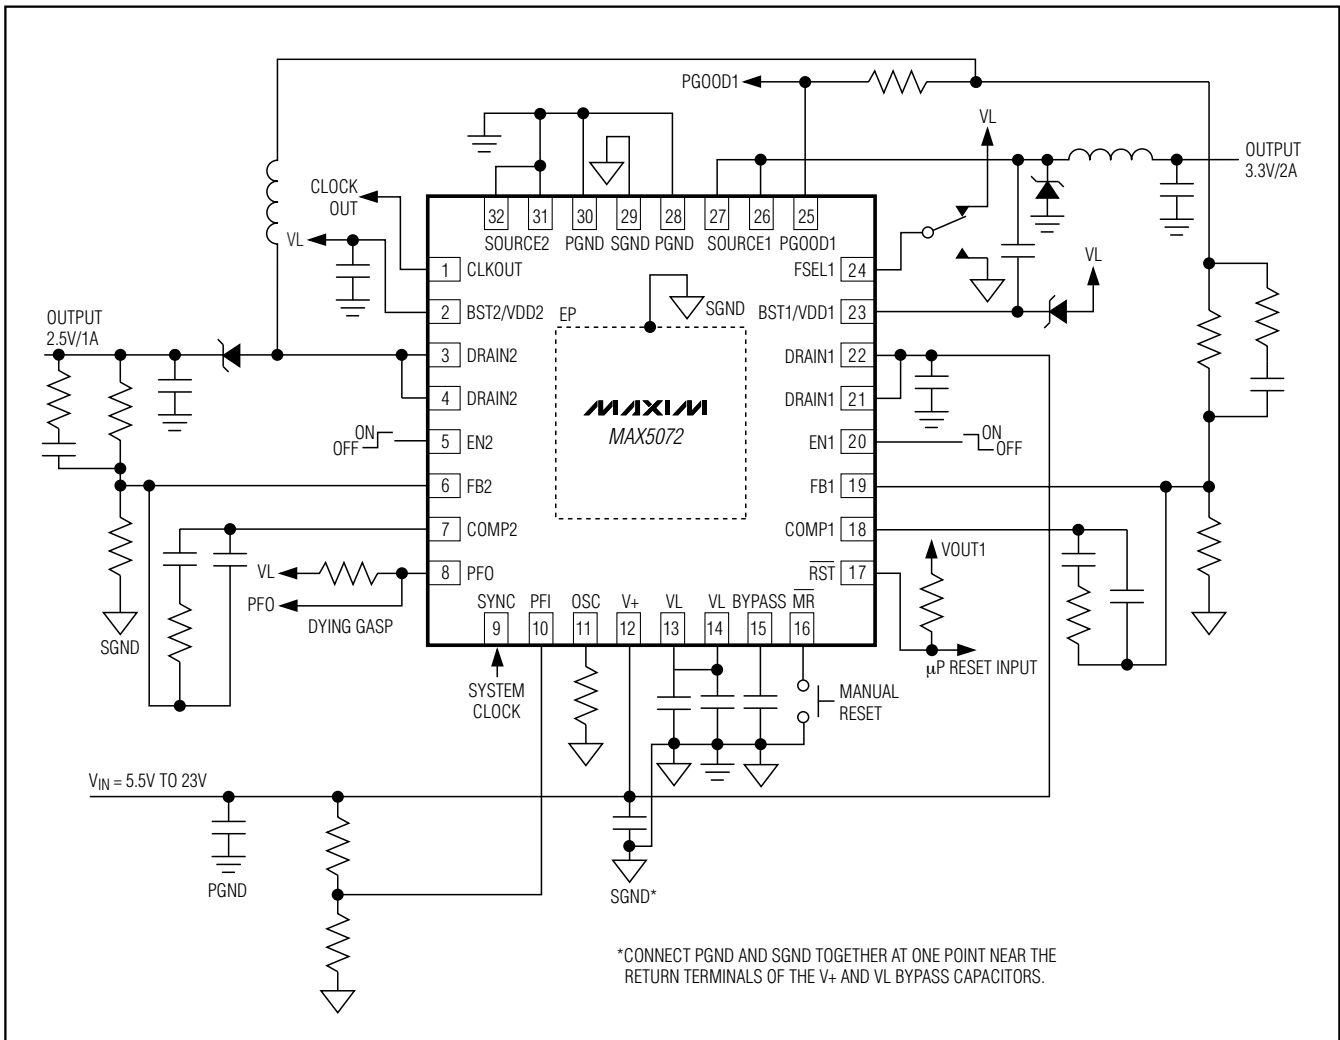 PGOOD1
VL
OUTPUT
3.3V/2A
CLOCK
OUT
VL
32 31 30 29 28 27 26 25
SOURCE2 PGND SGND PGND SOURCE1 PGOOD1
1 CLKOUT
FSEL1 24
VL
2 BST2/VDD2
EP
SGND
BST1/VDD1 23
OUTPUT
2.5V/1A
3 DRAIN2
DRAIN1 22
4 DRAIN2
DRAIN1 21
MAXIM
MAX5072
ON
OFF
5 EN2
EN1 20
ON
OFF
6 FB2
FB1 19
7 COMP2
COMP1 18
VL
8 PFO
RST 17
VOUT1
PFO
DYING GASP
SYNC PFI OSC V+ VL VL BYPASS MR
9 10 11 12 13 14 15 16
SGND
µP RESET INPUT
SYSTEM
CLOCK
MANUAL
RESET
VIN = 5.5V TO 23V
PGND
SGND*
*CONNECT PGND AND SGND TOGETHER AT ONE POINT NEAR THE
RETURN TERMINALS OF THE V+ AND VL BYPASS CAPACITORS.